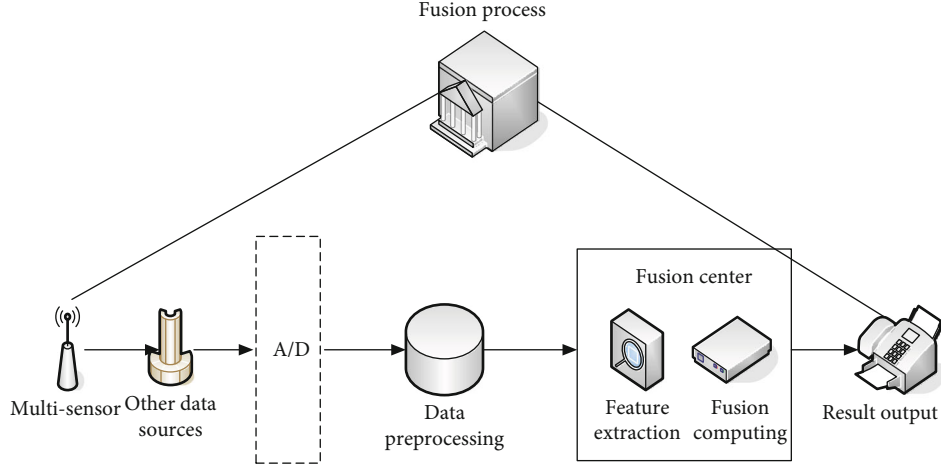 Fusion process
Fusion center
A/D
Multi-sensor
Other data
sources
Data
preprocessing
Feature
extraction
Fusion
computing
Result output